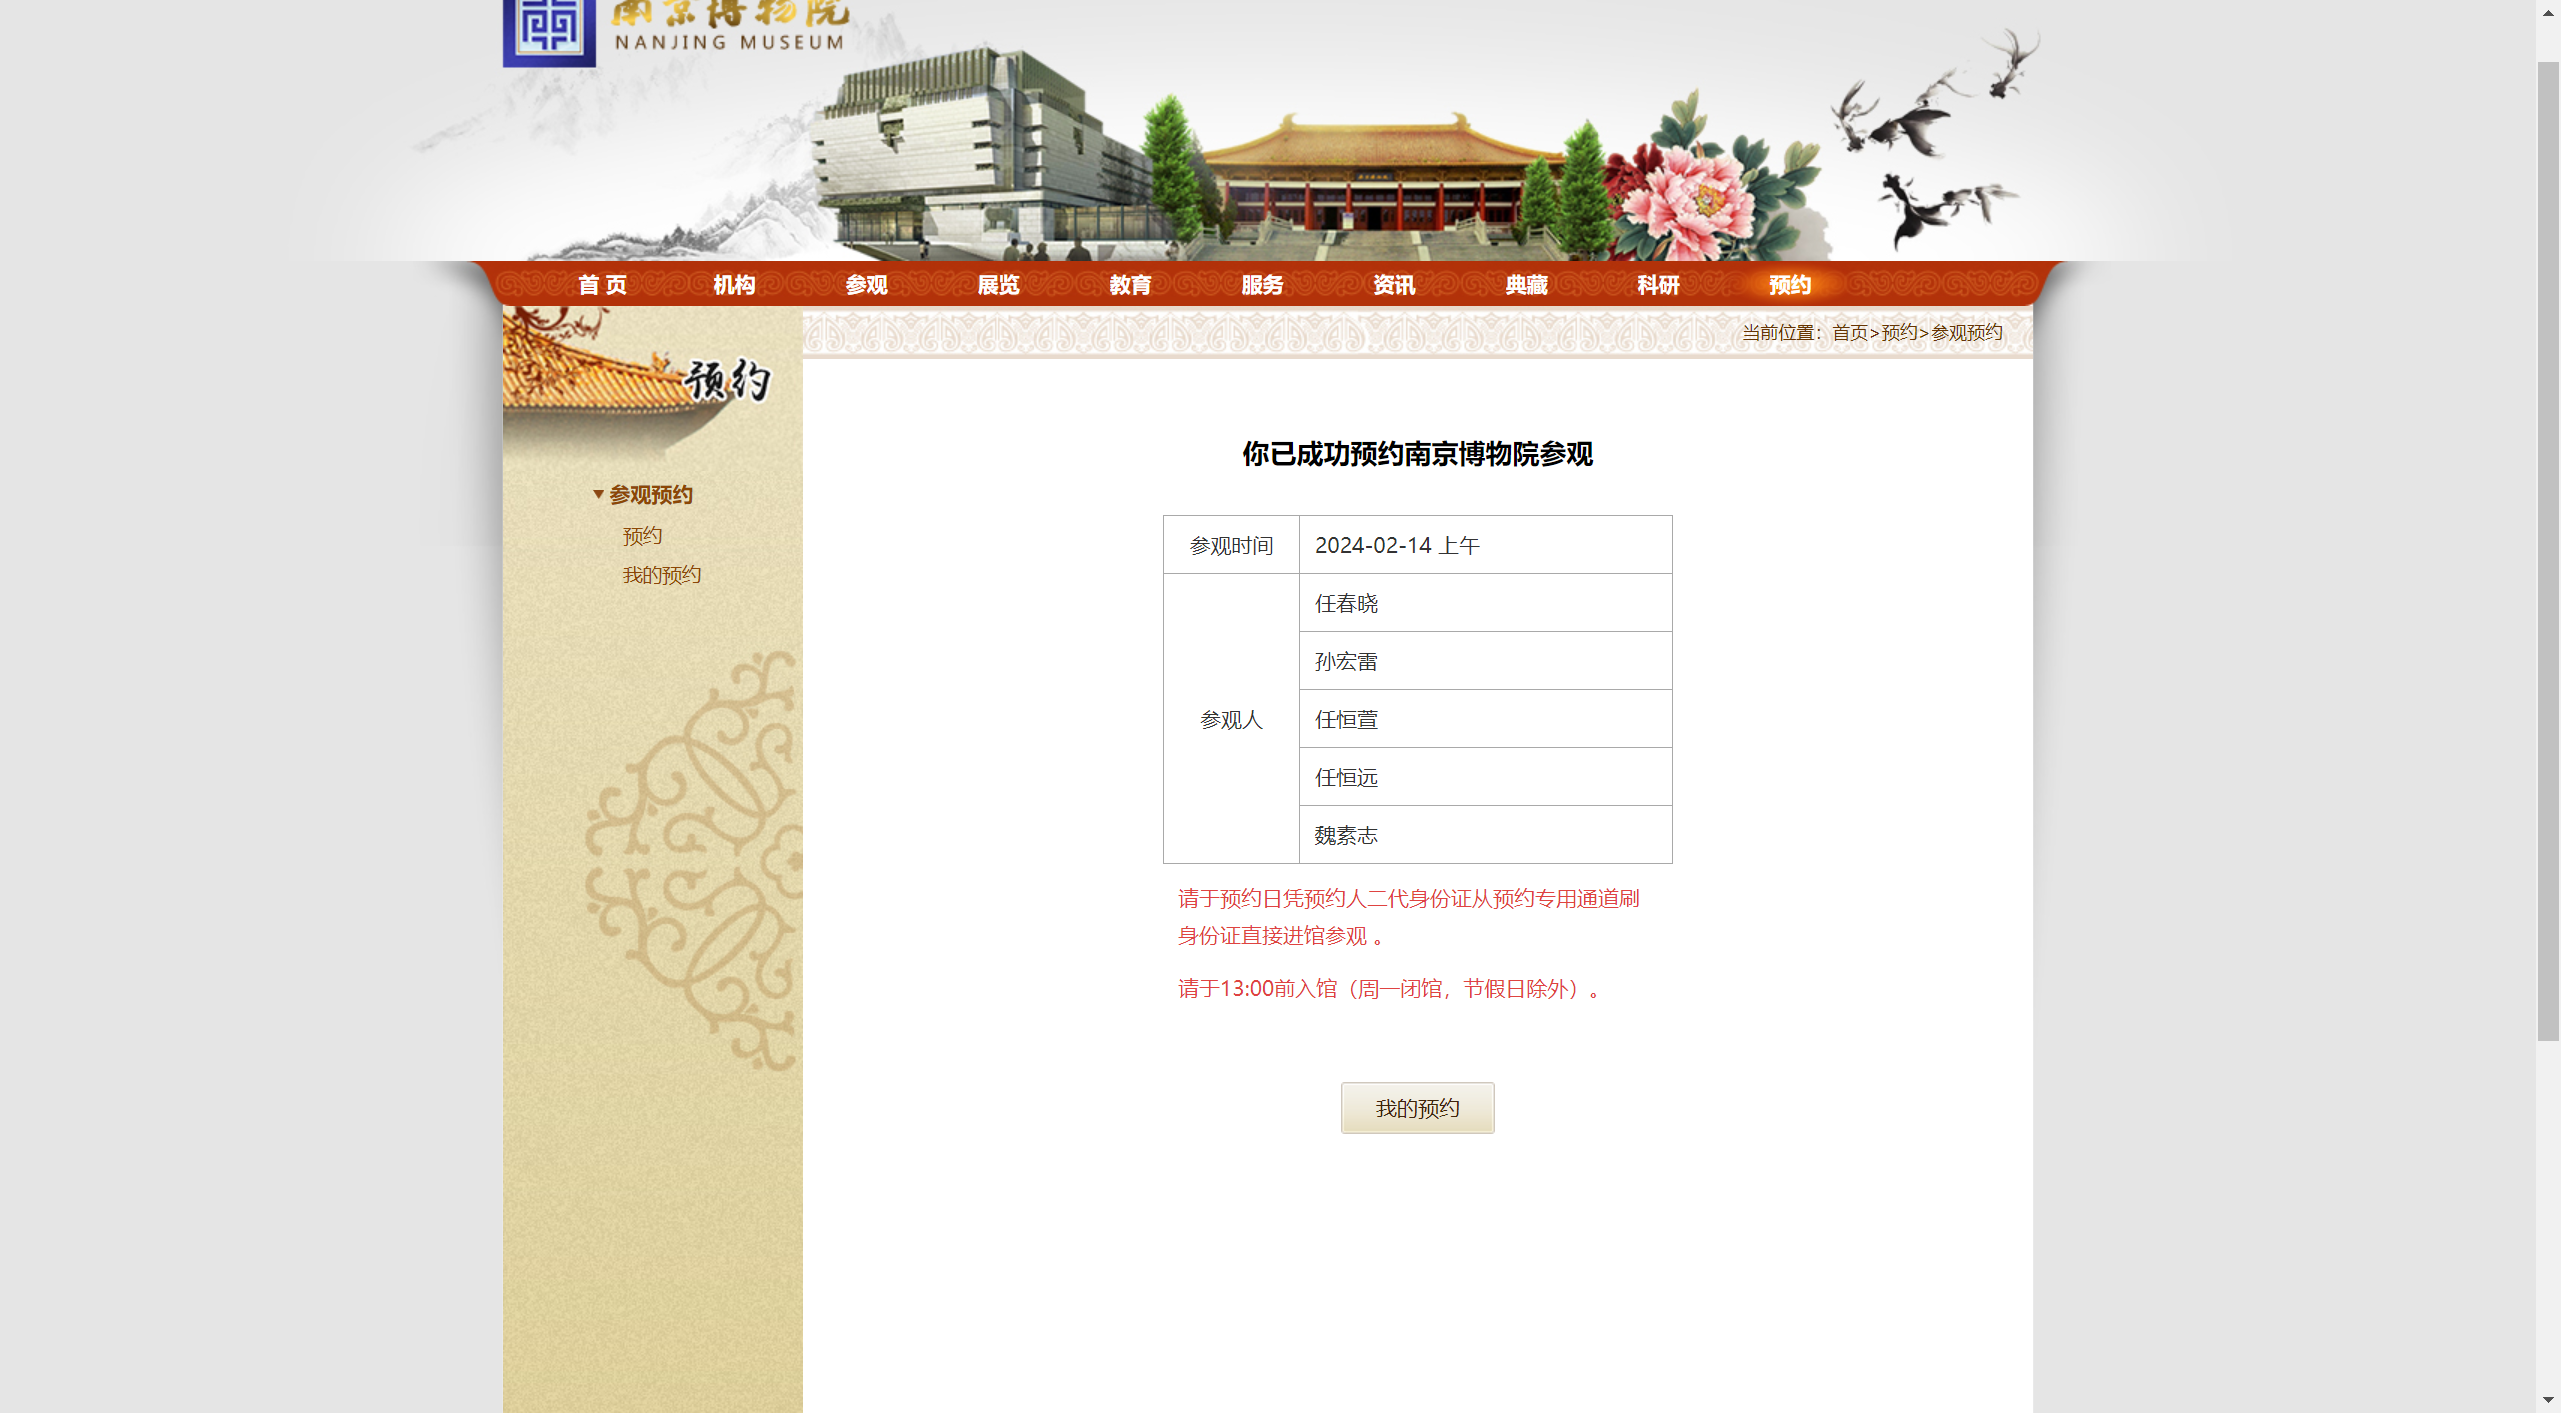 南京博物院
NANJING MUSEUM
首 页 机构 参观 展览 教育 服务 资讯 典藏 科研 预约
当前位置：首页>预约>参观预约
预约
参观预约
预约
我的预约
你已成功预约南京博物院参观
参观时间 2024-02-14 上午
参观人
任春晓
孙宏雷
任恒萱
任恒远
魏素志
请于预约日凭预约人二代身份证从预约专用通道刷
身份证直接进馆参观 。
请于13:00前入馆（周一闭馆，节假日除外）。
我的预约